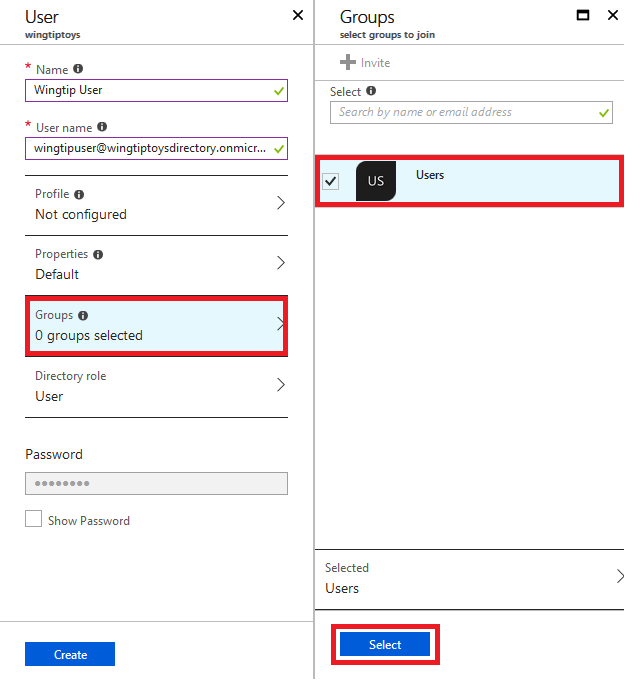 User
wingtiptoys
* Name
Wingtip User
* User name
wingtipuser@wingtiptoysdirectory.onmicr...
Profile
Not configured
Properties
Default
Groups
0 groups selected
Directory role
User
Password
Show Password
Create
Groups
select groups to join
Invite
Select
Search by name or email address
US
Users
Selected
Users
Select